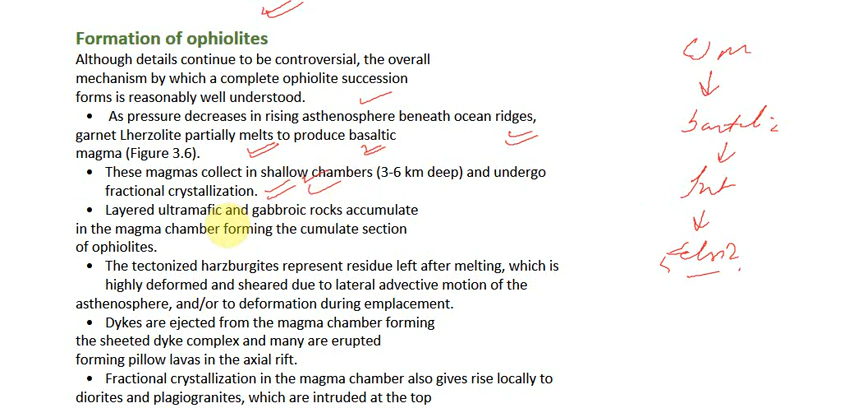 Formation of ophiolites
Although details continue to be controversial, the overall
mechanism by which a complete ophiolite succession
forms is reasonably well understood.
• As pressure decreases in rising asthenosphere beneath ocean ridges,
garnet Lherzolite partially melts to produce basaltic
magma (Figure 3.6).
• These magmas collect in shallow chambers (3-6 km deep) and undergo
fractional crystallization.
• Layered ultramafic and gabbroic rocks accumulate
in the magma chamber forming the cumulate section
of ophiolites.
• The tectonized harzburgites represent residue left after melting, which is
highly deformed and sheared due to lateral advective motion of the
asthenosphere, and/or to deformation during emplacement.
• Dykes are ejected from the magma chamber forming
the sheeted dyke complex and many are erupted
forming pillow lavas in the axial rift.
• Fractional crystallization in the magma chamber also gives rise locally to
diorites and plagiogranites, which are intruded at the top
Int